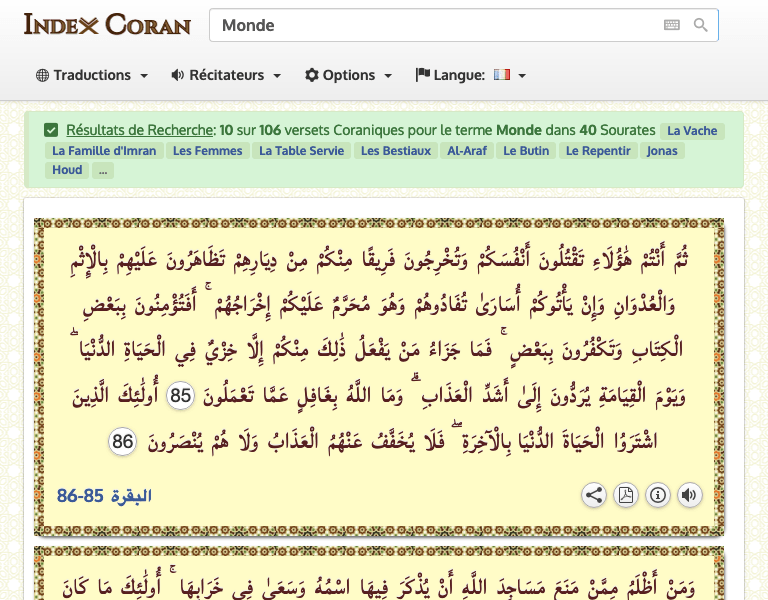 Index Coran
Monde
Traductions Récitateurs Options Langue:
Résultats de Recherche: 10 sur 106 versets Coraniques pour le terme Monde dans 40 Sourates La Vache
La Famille d'Imran Les Femmes La Table Servie Les Bestiaux Al-Araf Le Butin Le Repentir Jonas
Houd ...
ثُمَّ أَنْتُمْ هَٰؤُلَاءِ تَقْتُلُونَ أَنْفُسَكُمْ وَتُخْرِجُونَ فَرِيقًا مِنْكُمْ مِنْ دِيَارِهِمْ تَظَاهَرُونَ عَلَيْهِمْ بِالْإِثْمِ
وَالْعُدْوَانِ وَإِنْ يَأْتُوكُمْ أُسَارَىٰ تُفَادُوهُمْ وَهُوَ مُحَرَّمٌ عَلَيْكُمْ إِخْرَاجُهُمْ ۚ أَفَتُؤْمِنُونَ بِبَعْضِ
الْكِتَابِ وَتَكْفُرُونَ بِبَعْضٍ ۚ فَمَا جَزَاءُ مَنْ يَفْعَلُ ذَٰلِكَ مِنْكُمْ إِلَّا خِزْيٌ فِي الْحَيَاةِ الدُّنْيَا ۖ
وَيَوْمَ الْقِيَامَةِ يُرَدُّونَ إِلَىٰ أَشَدِّ الْعَذَابِ ۗ وَمَا اللَّهُ بِغَافِلٍ عَمَّا تَعْمَلُونَ 85 أُولَٰئِكَ الَّذِينَ
اشْتَرَوُا الْحَيَاةَ الدُّنْيَا بِالْآخِرَةِ ۖ فَلَا يُخَفَّفُ عَنْهُمُ الْعَذَابُ وَلَا هُمْ يُنْصَرُونَ 86
البقرة 85-86
وَمَنْ أَظْلَمُ مِمَّنْ مَنَعَ مَسَاجِدَ اللَّهِ أَنْ يُذْكَرَ فِيهَا اسْمُهُ وَسَعَىٰ فِي خَرَابِهَا ۚ أُولَٰئِكَ مَا كَانَ